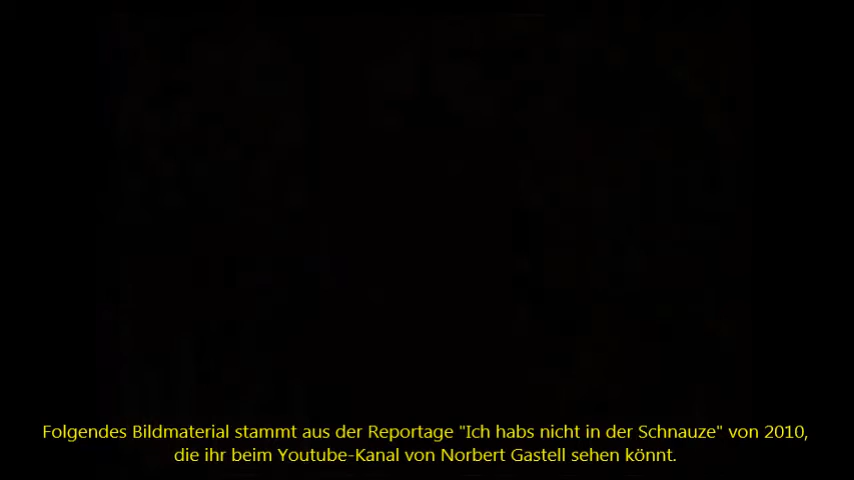 Folgendes Bildmaterial stammt aus der Reportage "Ich habs nicht in der Schnauze" von 2010,
die ihr beim Youtube-Kanal von Norbert Gastell sehen könnt.